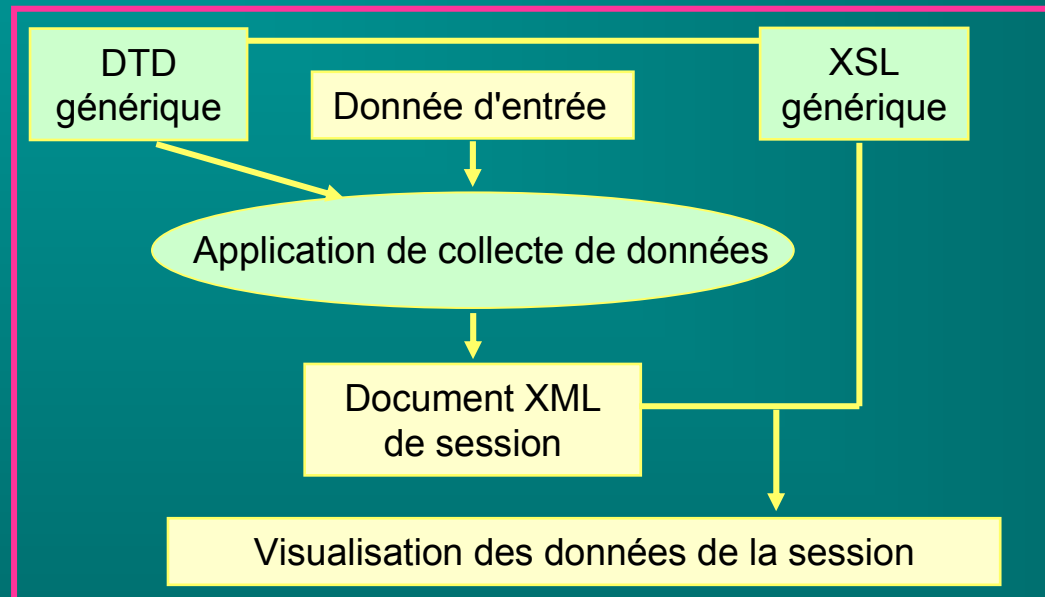 DTD
générique
Donnée d'entrée
XSL
générique
Application de collecte de données
Document XML
de session
Visualisation des données de la session